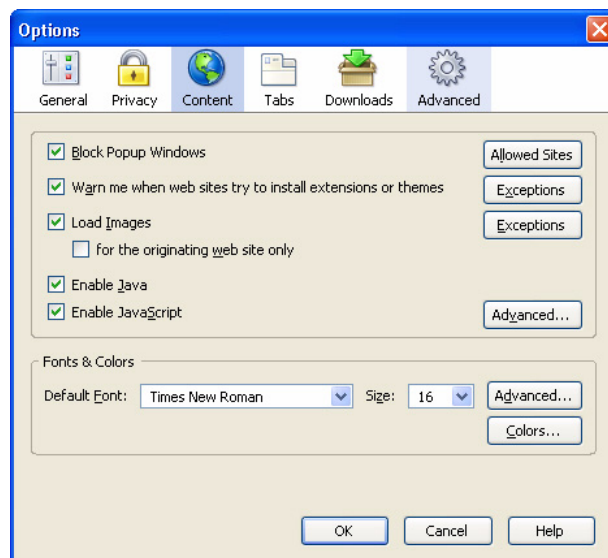 Options
General Privacy Content Tabs Downloads Advanced
Block Popup Windows Allowed Sites
Warn me when web sites try to install extensions or themes Exceptions
Load Images Exceptions
for the originating web site only
Enable Java
Enable JavaScript Advanced...
Fonts & Colors
Default Font: Times New Roman Size: 16 Advanced...
Colors...
OK Cancel Help